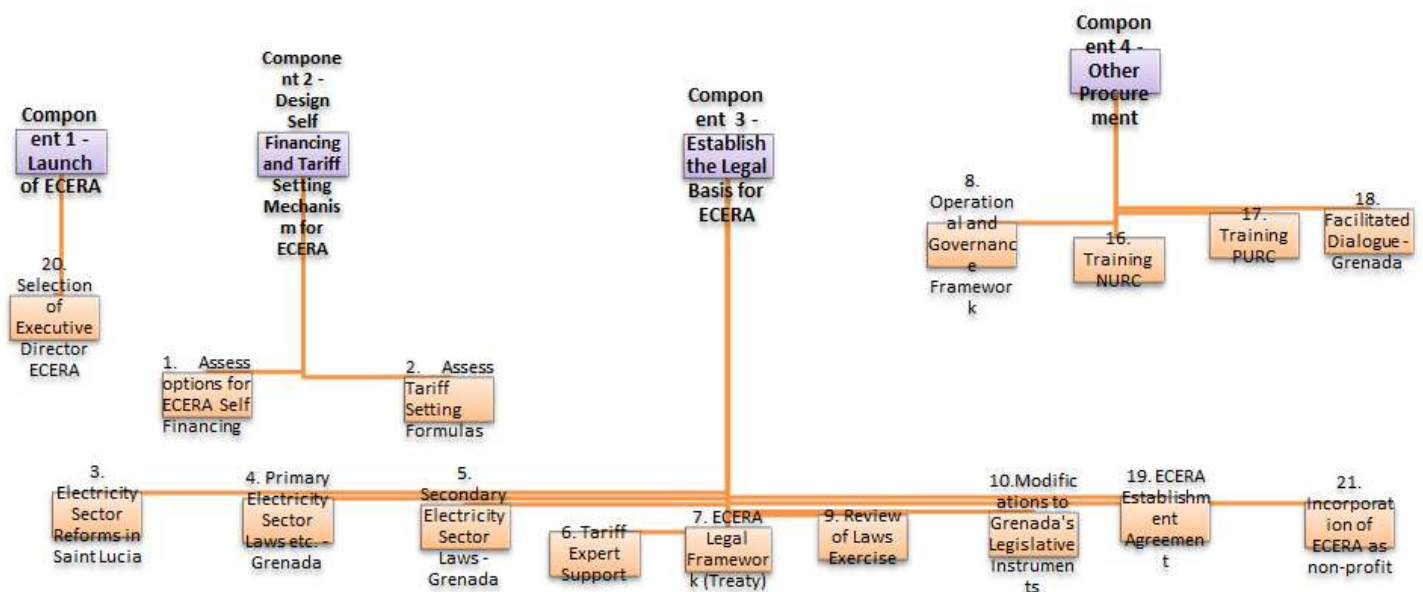 Compon
ent 1 -
Launch
of ECERA
20.
Selection
of
Executive
Director
ECERA
Compone
nt 2 -
Design
Self
Financing
and Tariff
Setting
Mechanis
m for
ECERA
1. Assess
options for
ECERA Self
Financing
2. Assess
Tariff
Setting
Formulas
Compon
ent 3 -
Establish
the Legal
Basis for
ECERA
3.
Electricity
Sector
Reforms in
Saint Lucia
4. Primary
Electricity
Sector
Laws etc. -
Grenada
5.
Secondary
Electricity
Sector
Laws -
Grenada
6. Tariff
Expert
Support
7. ECERA
Legal
Framewor
k (Treaty)
9. Review
of Laws
Exercise
10.Modific
ations to
Grenada's
Legislative
Instrumen
ts
19. ECERA
Establishm
ent
Agreemen
t
21.
Incorporat
ion of
ECERA as
non-profit
Compon
ent 4 -
Other
Procure
ment
8.
Operation
al and
Governanc
e
Framewor
k
16.
Training
NURC
17.
Training
PURC
18.
Facilitated
Dialogue -
Grenada